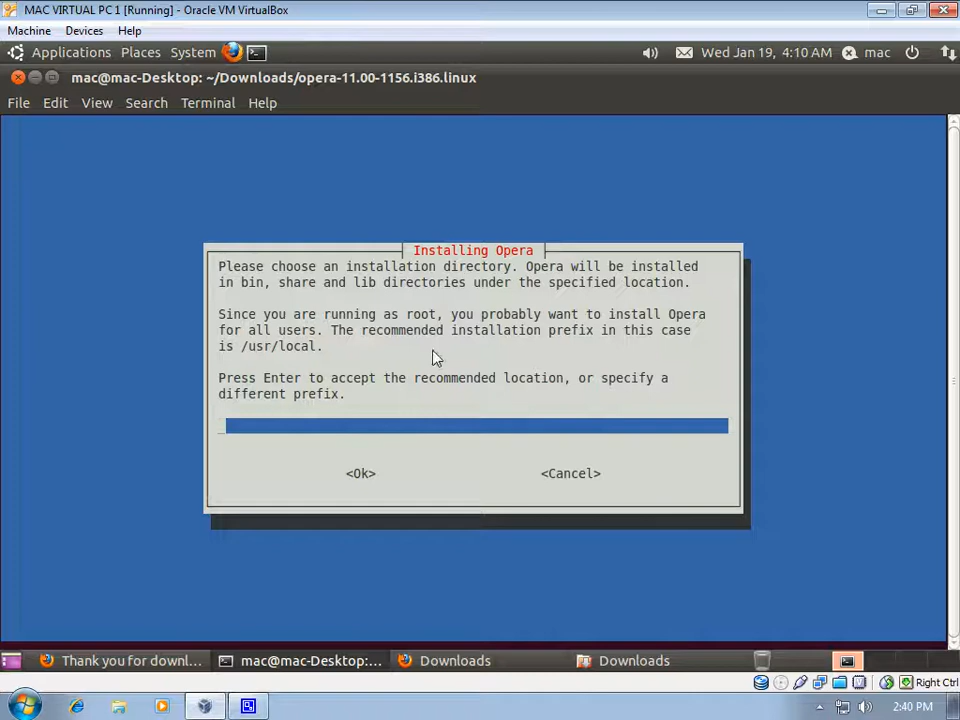 MAC VIRTUAL PC 1 [Running] - Oracle VM VirtualBox
Machine Devices Help
Applications Places System Wed Jan 19, 4:10 AM mac
mac@mac-Desktop: ~/Downloads/opera-11.00-1156.i386.linux
File Edit View Search Terminal Help
Installing Opera
Please choose an installation directory. Opera will be installed
in bin, share and lib directories under the specified location.
Since you are running as root, you probably want to install Opera
for all users. The recommended installation prefix in this case
is /usr/local.
Press Enter to accept the recommended location, or specify a
different prefix.
<Ok> <Cancel>
Thank you for downl... mac@mac-Desktop:... Downloads Downloads
Right Ctrl
2:40 PM